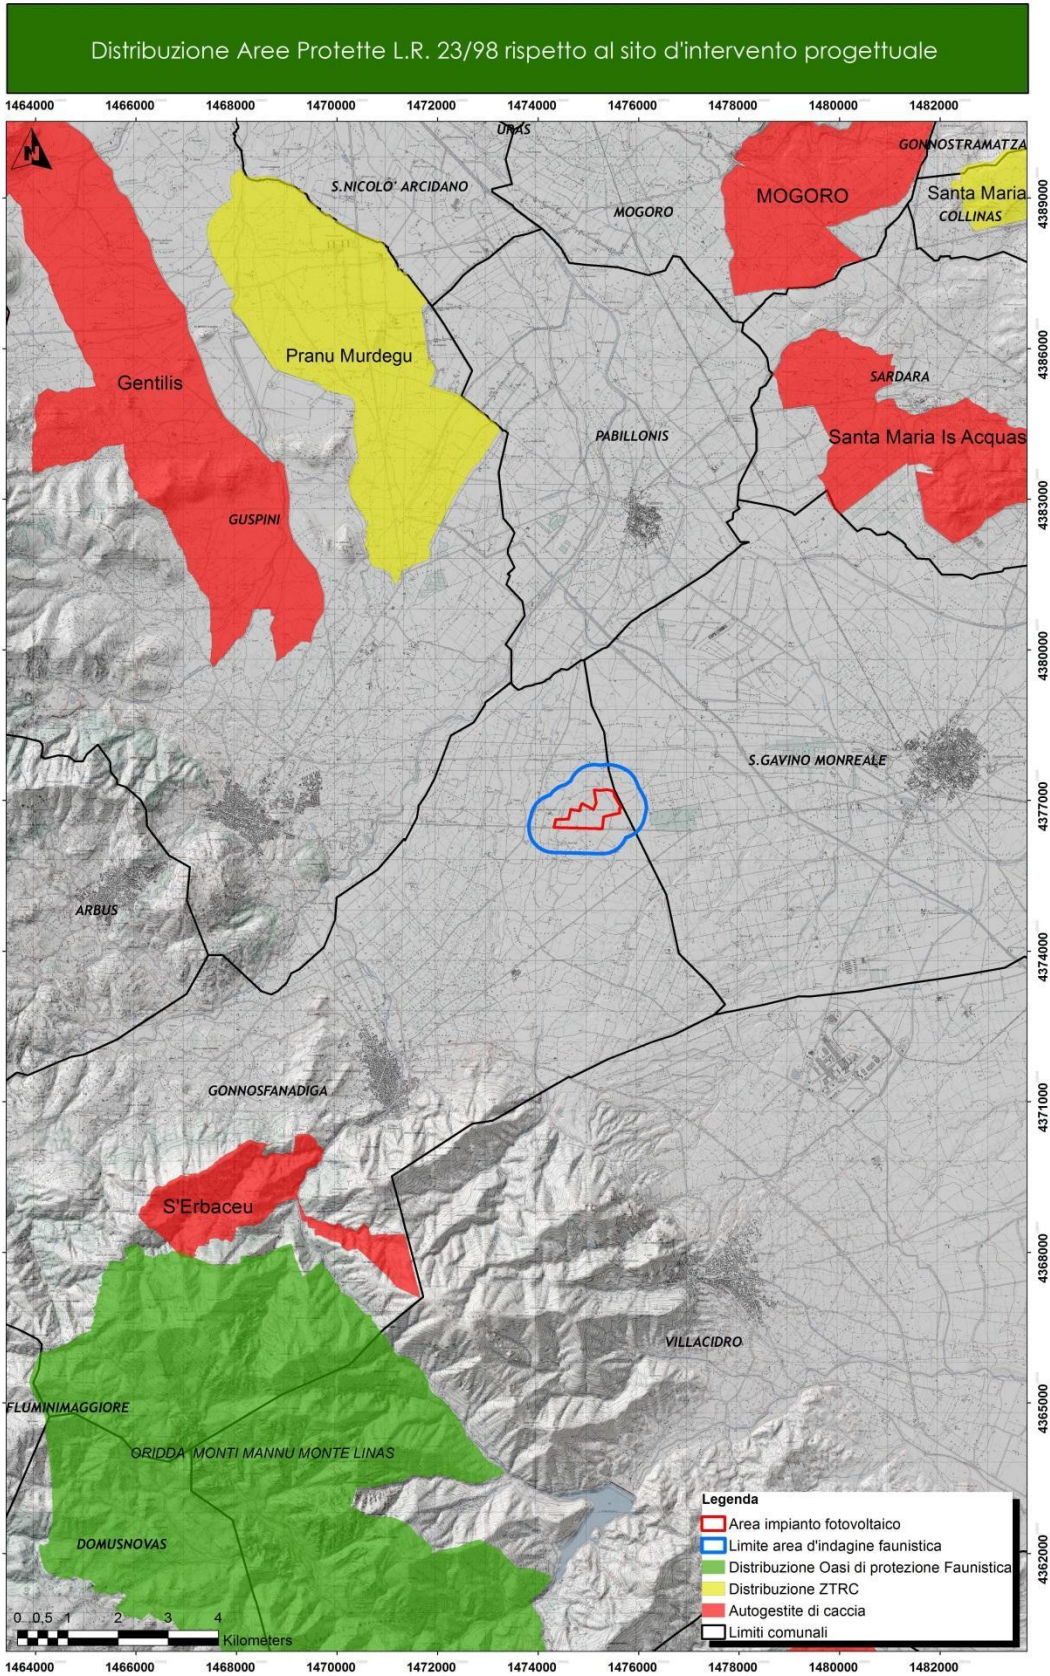 Distribuzione Aree Protette L.R. 23/98 rispetto al sito d'intervento progettuale
1464000 1466000 1468000 1470000 1472000 1474000 1476000 1478000 1480000 1482000
N
URAS
GONNOSTRAMATZA
S.NICOLO' ARCIDANO
MOGORO
MOGORO
Santa Maria
COLLINAS
4389000
Pranu Murdegu
Gentilis
4386000
SARDARA
PABILLONIS
Santa Maria Is Acquas
4383000
GUSPINI
4380000
S.GAVINO MONREALE
4377000
ARBUS
4374000
GONNOSFANADIGA
4371000
S'Erbaceu
4368000
VILLACIDRO
4365000
FLUMINIMAGGIORE
ORIDDA MONTI MANNU MONTE LINAS
DOMUSNOVAS
4362000
Legenda
Area impianto fotovoltaico
Limite area d'indagine faunistica
Distribuzione Oasi di protezione Faunistica
Distribuzione ZTRC
Autogestite di caccia
Limiti comunali
0 0,5 1 2 3 4
Kilometers
1464000 1466000 1468000 1470000 1472000 1474000 1476000 1478000 1480000 1482000